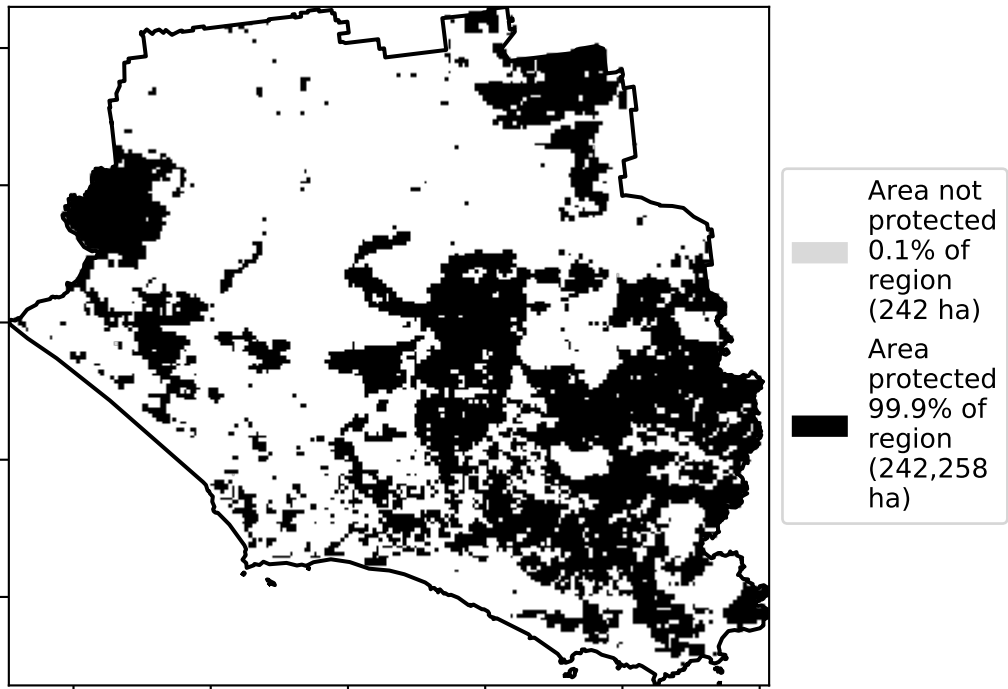 Area not
protected
0.1% of
region
(242 ha)
Area
protected
99.9% of
region
(242,258
ha)